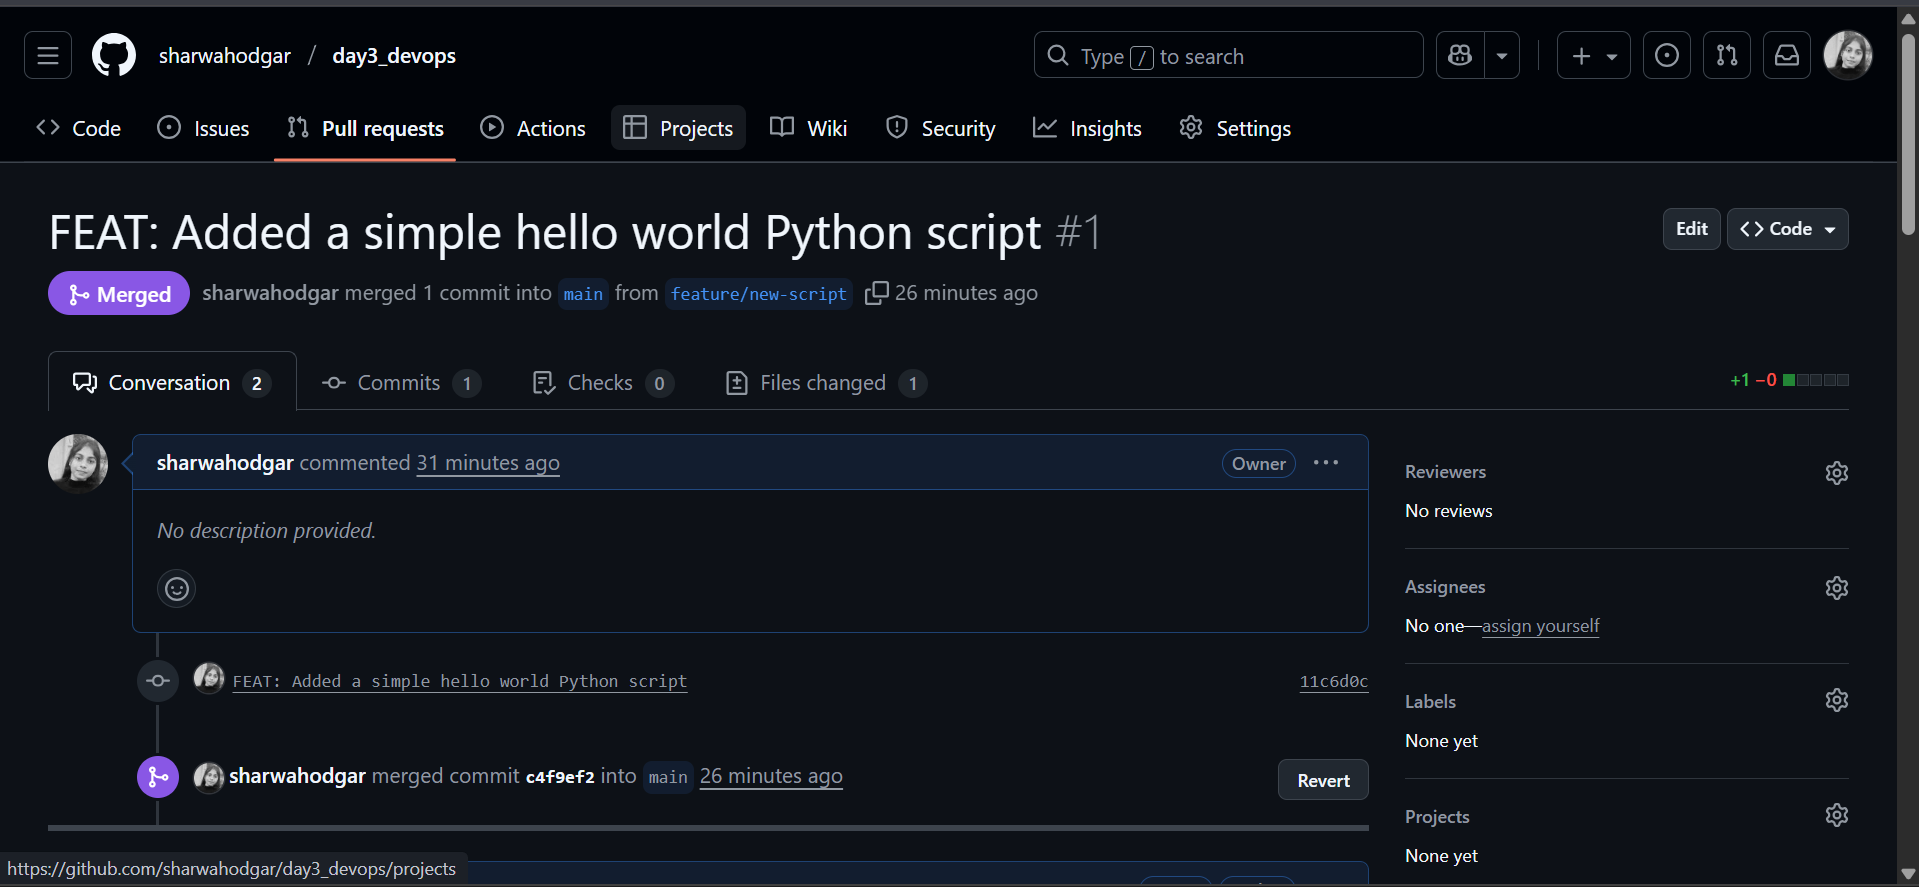 sharwahodgar / day3_devops
Type / to search
Code
Issues
Pull requests
Actions
Projects
Wiki
Security
Insights
Settings
FEAT: Added a simple hello world Python script #1
Edit
Code
Merged
sharwahodgar merged 1 commit into main from feature/new-script 26 minutes ago
Conversation 2
Commits 1
Checks 0
Files changed 1
+1 −0
sharwahodgar commented 31 minutes ago
Owner
No description provided.
FEAT: Added a simple hello world Python script
11c6d0c
sharwahodgar merged commit c4f9ef2 into main 26 minutes ago
Revert
Reviewers
No reviews
Assignees
No one—assign yourself
Labels
None yet
Projects
None yet
https://github.com/sharwahodgar/day3_devops/projects